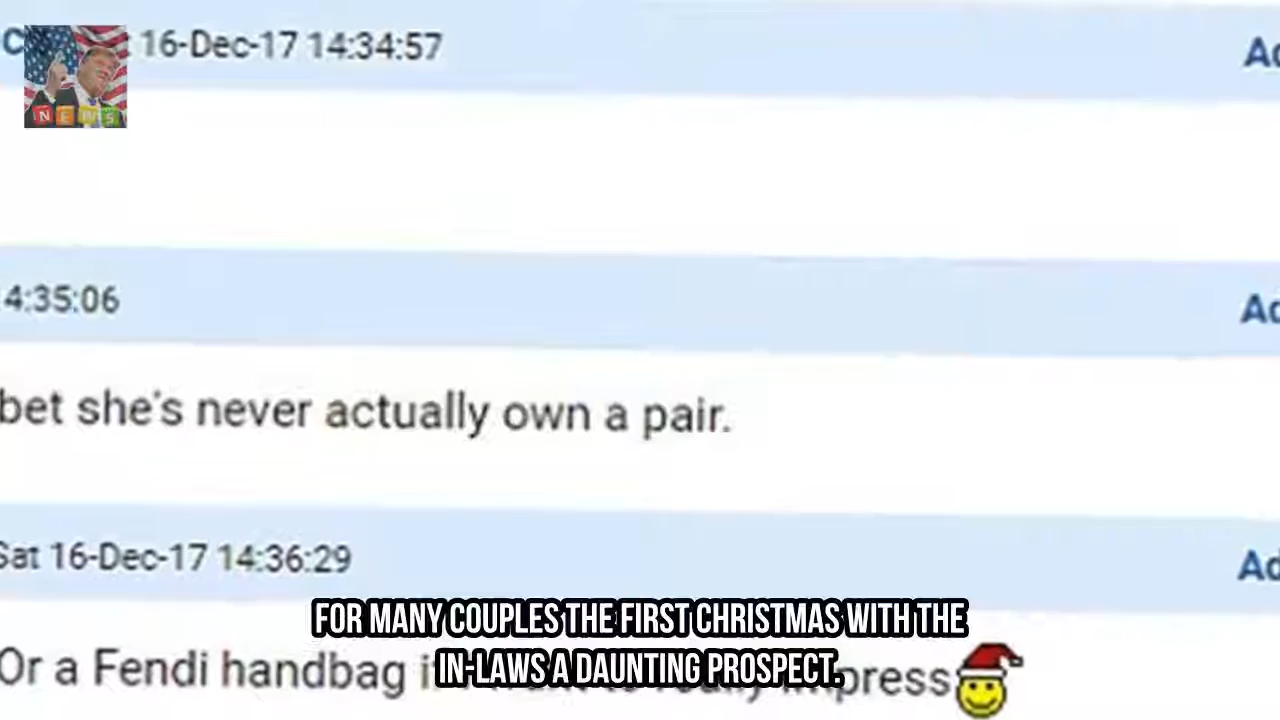 16-Dec-17 14:34:57
Ad
NEWS
4:35:06
Ad
bet she's never actually own a pair.
Sat 16-Dec-17 14:36:29
Ad
FOR MANY COUPLES THE FIRST CHRISTMAS WITH THE
IN-LAWS A DAUNTING PROSPECT.
Or a Fendi handbag